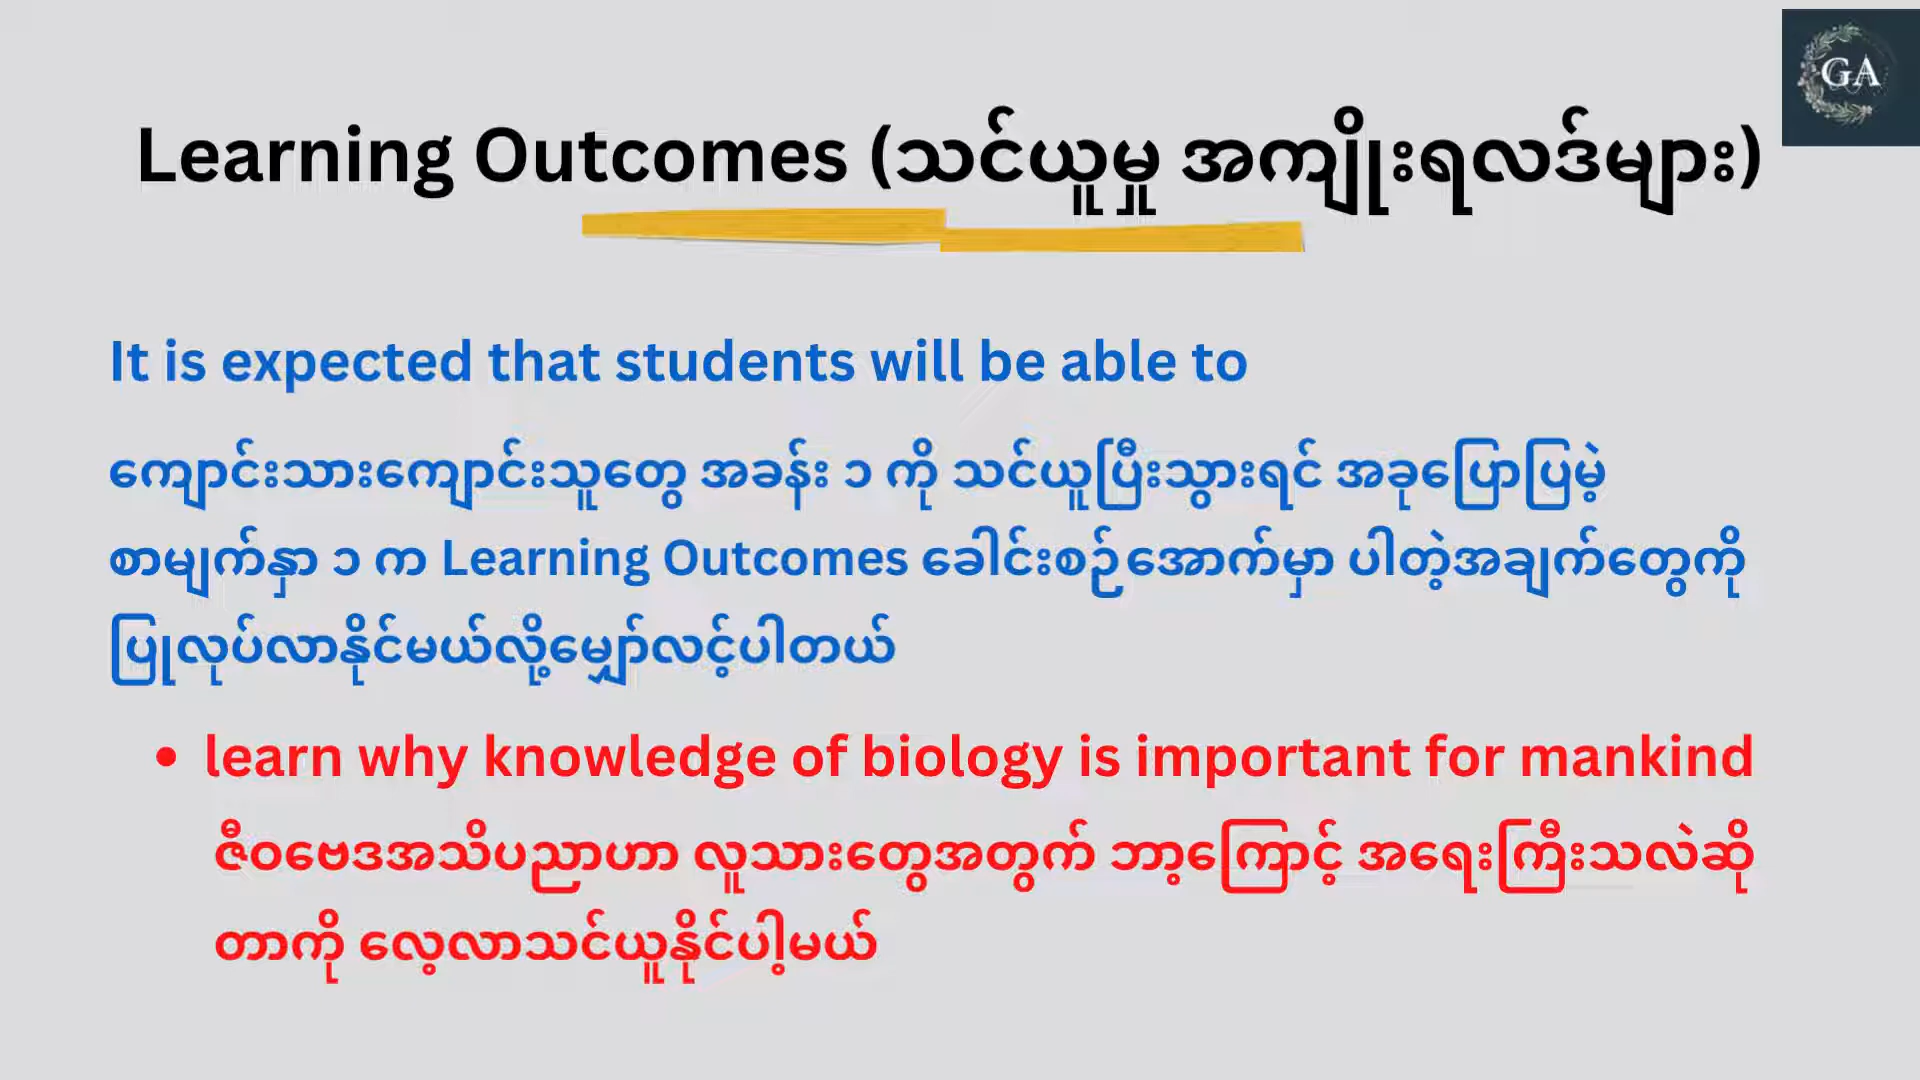 GA
Learning Outcomes (သင်ယူမှု အကျိုးရလဒ်များ)
It is expected that students will be able to
ကျောင်းသားကျောင်းသူတွေ အခန်း ၁ ကို သင်ယူပြီးသွားရင် အခုပြောပြမဲ့
စာမျက်နှာ ၁ က Learning Outcomes ခေါင်းစဉ်အောက်မှာ ပါတဲ့အချက်တွေကို
ပြုလုပ်လာနိုင်မယ်လို့မျှော်လင့်ပါတယ်
• learn why knowledge of biology is important for mankind
ဇီဝဗေဒအသိပညာဟာ လူသားတွေအတွက် ဘာ့ကြောင့် အရေးကြီးသလဲဆို
တာကို လေ့လာသင်ယူနိုင်ပါ့မယ်